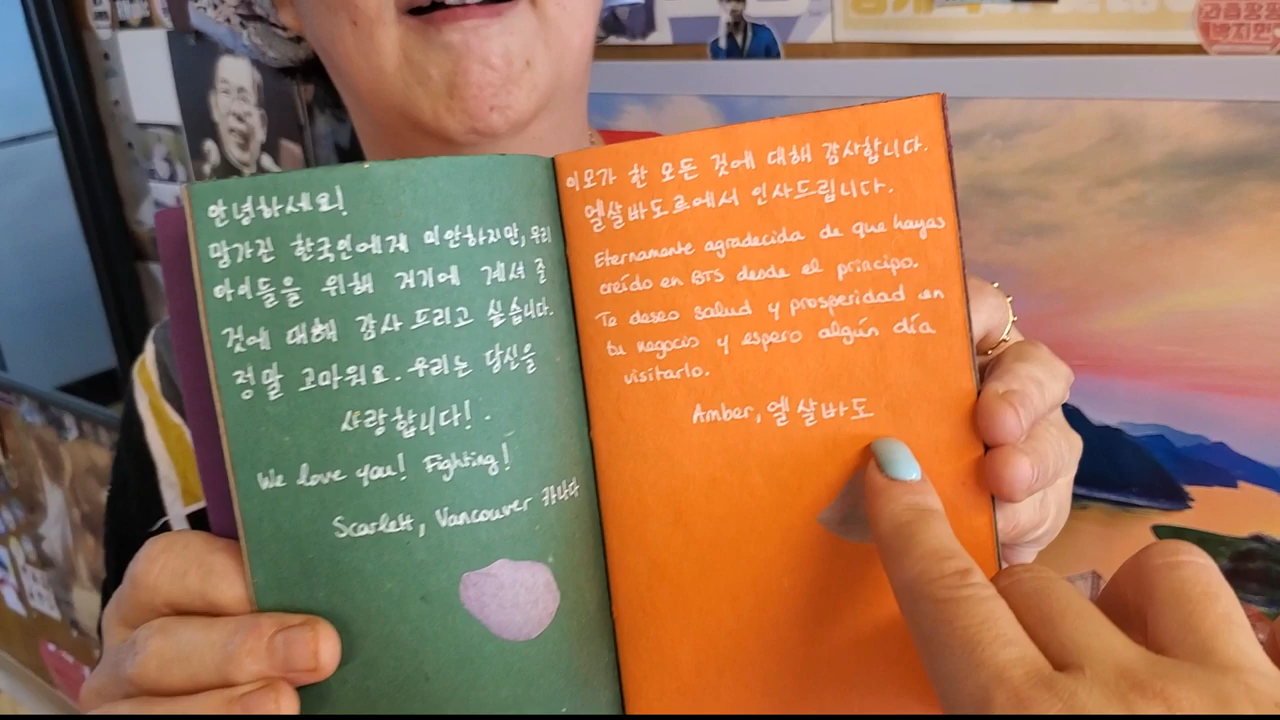 안녕하세요!
망가진 한국인에게 미안하지만, 우리
아이들을 위해 거기에 계셔 줄
것에 대해 감사 드리고 싶습니다.
정말 고마워요. 우리는 당신을
사랑합니다!.
We love you! Fighting!
Scarlett, Vancouver 캐나다
이모가 한 모든 것에 대해 감사합니다.
엘살바도르에서 인사드립니다.
Eternamente agradecida de que hayas
creído en BTS desde el principo.
Te deseo salud y prosperidad en
tu negocio y espero algún día
visitarlo.
Amber, 엘살바도